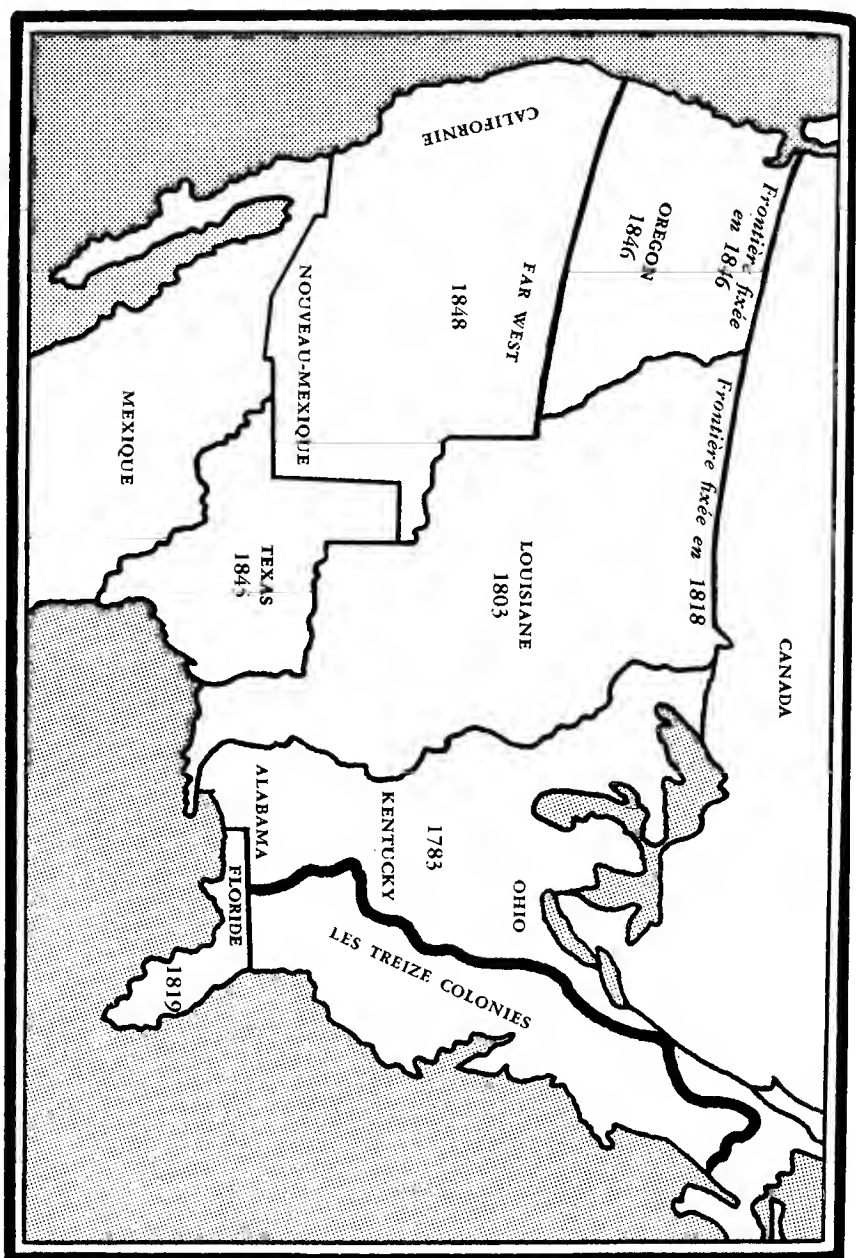 CANADA
Frontière fixée
en 1846
Frontière fixée en 1818
OREGON
1846
FAR WEST
CALIFORNIE
1848
LOUISIANE
1803
OHIO
1783
KENTUCKY
LES TREIZE COLONIES
NOUVEAU-MEXIQUE
TEXAS
1845
ALABAMA
FLORIDE
1819
MEXIQUE